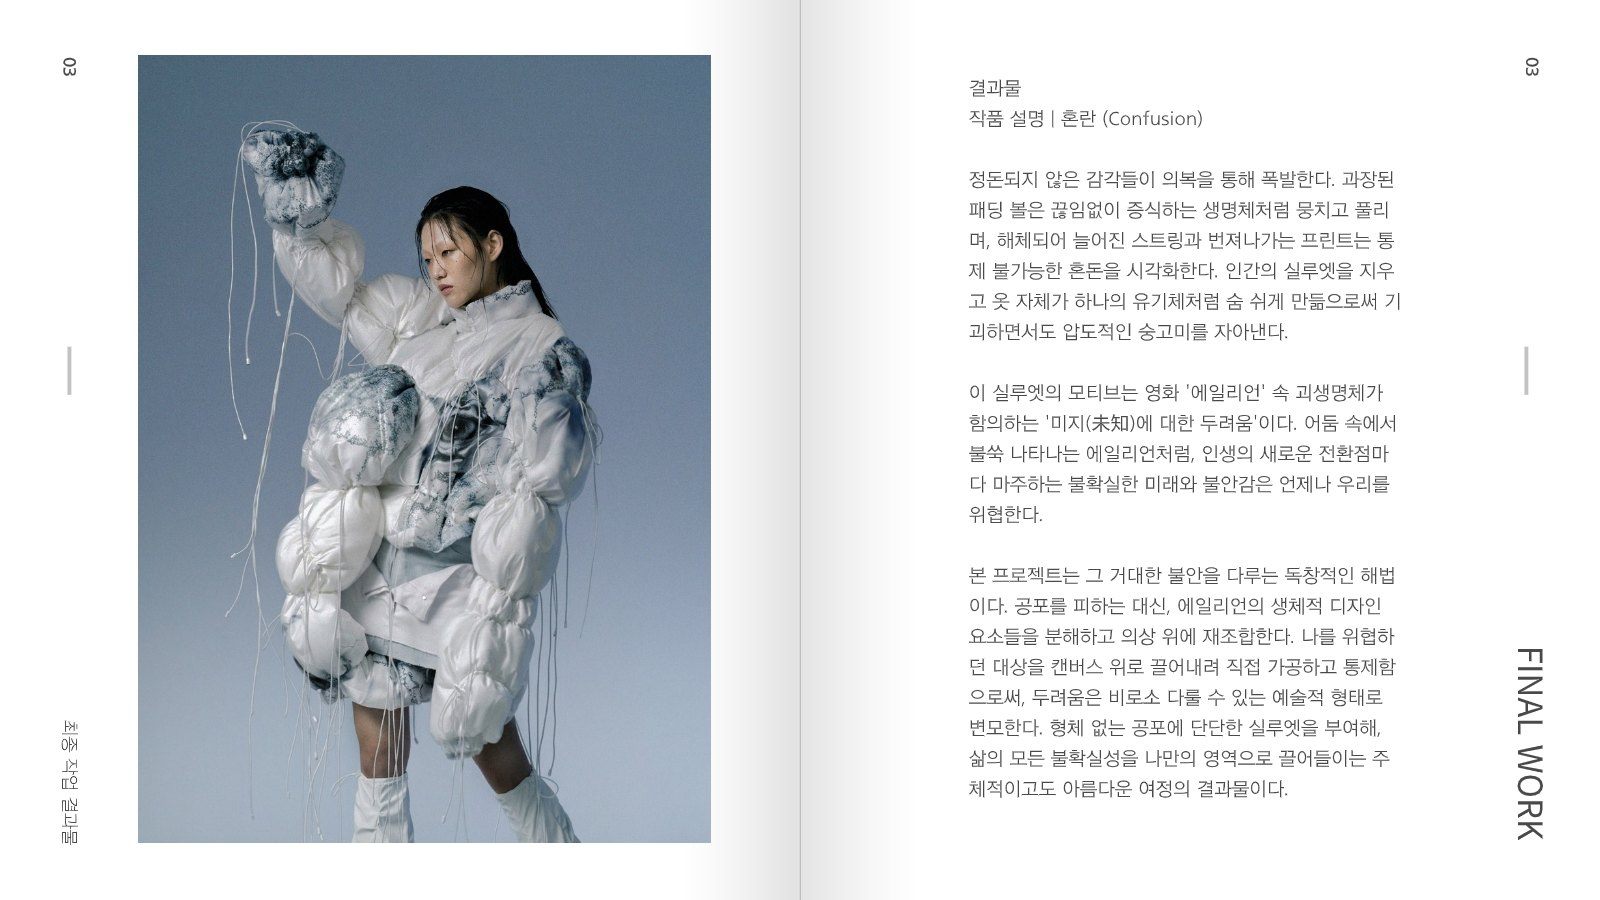 03
최종 작업 결과물
결과물
작품 설명 | 혼란 (Confusion)
정돈되지 않은 감각들이 의복을 통해 폭발한다. 과장된
패딩 볼은 끊임없이 증식하는 생명체처럼 뭉치고 풀리
며, 해체되어 늘어진 스트링과 번져나가는 프린트는 통
제 불가능한 혼돈을 시각화한다. 인간의 실루엣을 지우
고 옷 자체가 하나의 유기체처럼 숨 쉬게 만듦으로써 기
괴하면서도 압도적인 숭고미를 자아낸다.
이 실루엣의 모티브는 영화 '에일리언' 속 괴생명체가
함의하는 '미지(未知)에 대한 두려움'이다. 어둠 속에서
불쑥 나타나는 에일리언처럼, 인생의 새로운 전환점마
다 마주하는 불확실한 미래와 불안감은 언제나 우리를
위협한다.
본 프로젝트는 그 거대한 불안을 다루는 독창적인 해법
이다. 공포를 피하는 대신, 에일리언의 생체적 디자인
요소들을 분해하고 의상 위에 재조합한다. 나를 위협하
던 대상을 캔버스 위로 끌어내려 직접 가공하고 통제함
으로써, 두려움은 비로소 다룰 수 있는 예술적 형태로
변모한다. 형체 없는 공포에 단단한 실루엣을 부여해,
삶의 모든 불확실성을 나만의 영역으로 끌어들이는 주
체적이고도 아름다운 여정의 결과물이다.
03
FINAL WORK